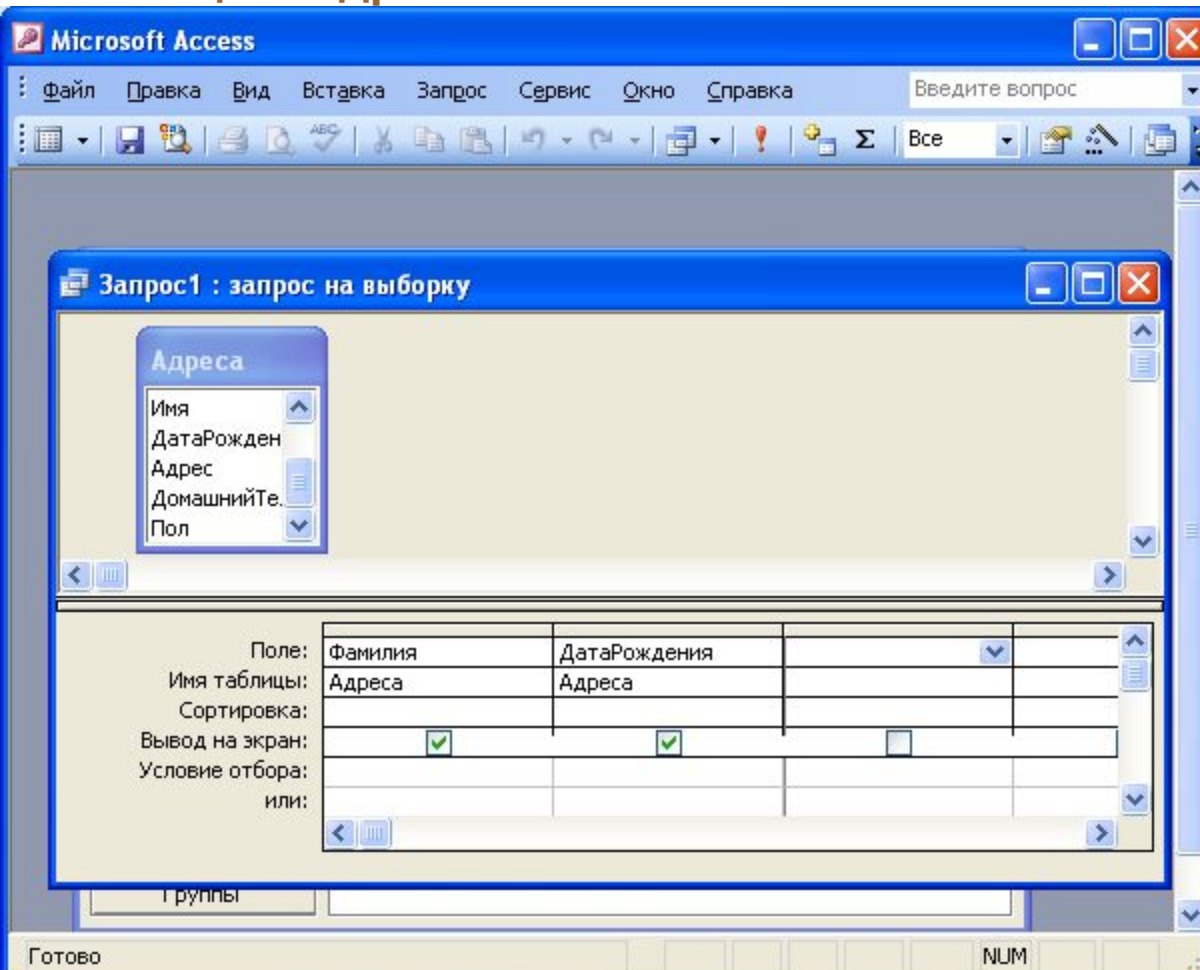 Microsoft Access
Файл Правка Вид Вставка Запрос Сервис Окно Справка Введите вопрос
ABC Σ Все
Запрос1 : запрос на выборку
Адреса
Имя
ДатаРожден
Адрес
ДомашнийТе.
Пол
Поле: Фамилия ДатаРождения
Имя таблицы: Адреса Адреса
Сортировка:
Вывод на экран:
Условие отбора:
или:
Группы
Готово NUM